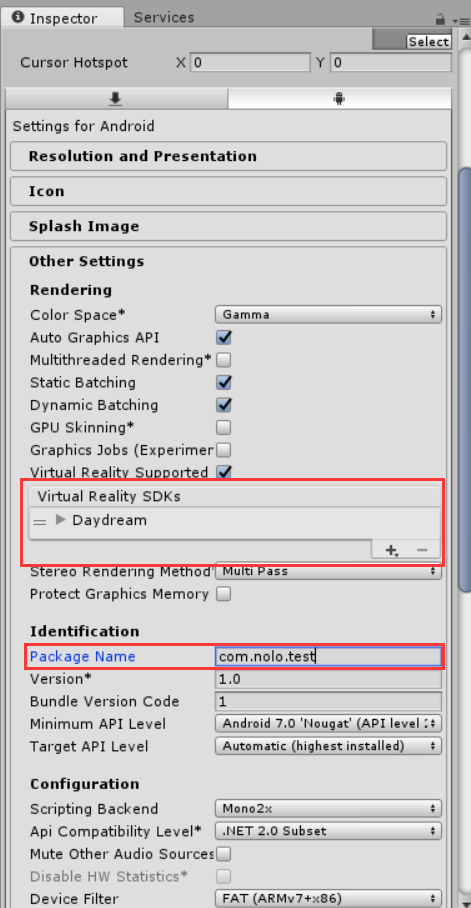 Inspector Services
Select
Cursor Hotspot X 0 Y 0
Settings for Android
Resolution and Presentation
Icon
Splash Image
Other Settings
Rendering
Color Space* Gamma
Auto Graphics API
Multithreaded Rendering*
Static Batching
Dynamic Batching
GPU Skinning*
Graphics Jobs (Experimen
Virtual Reality Supported
Virtual Reality SDKs
Daydream
Stereo Rendering Method* Multi Pass
Protect Graphics Memory
Identification
Package Name com.nolo.test
Version* 1.0
Bundle Version Code 1
Minimum API Level Android 7.0 'Nougat' (API level
Target API Level Automatic (highest installed)
Configuration
Scripting Backend Mono2x
Api Compatibility Level* .NET 2.0 Subset
Mute Other Audio Sources
Disable HW Statistics*
Device Filter FAT (ARMv7+x86)